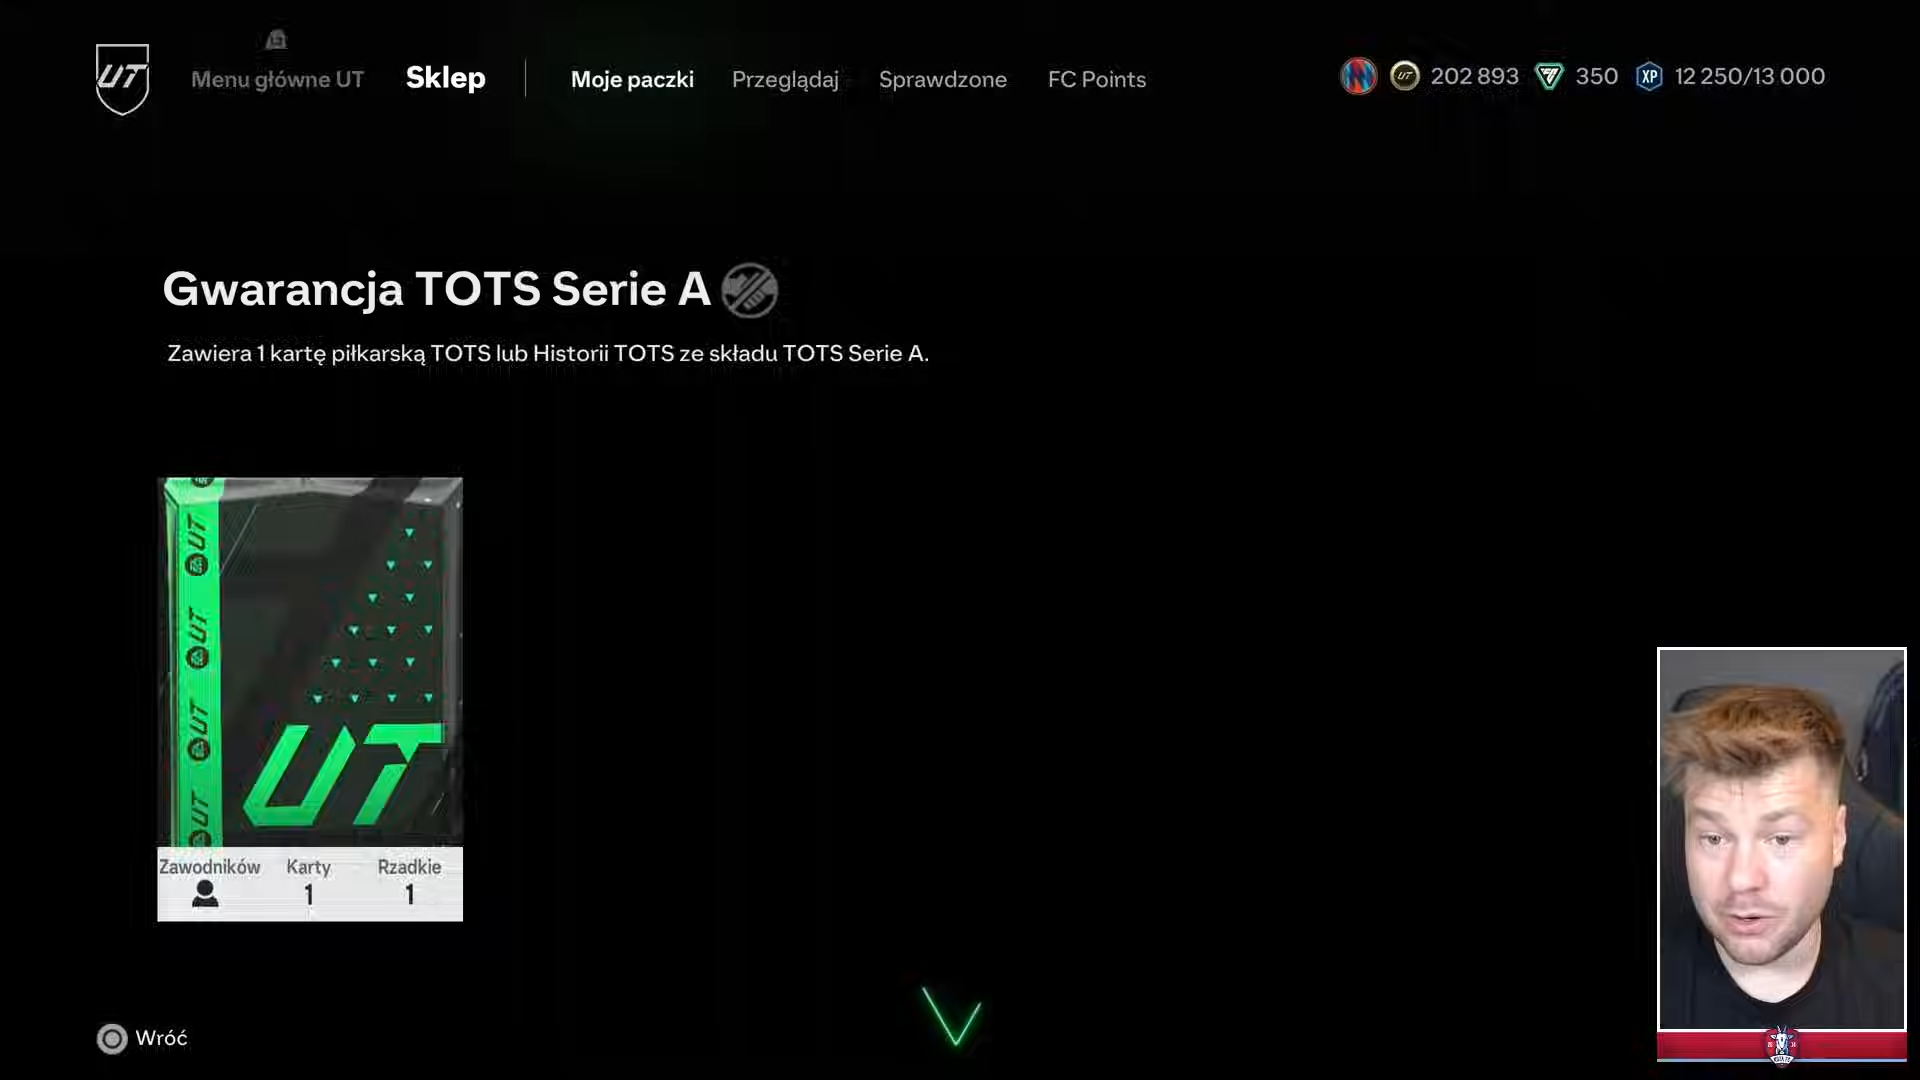 UT
Menu główne UT
Sklep
Moje paczki
Przeglądaj
Sprawdzone
FC Points
UT
202 893
350
XP
12 250/13 000
Gwarancja TOTS Serie A
Zawiera 1 kartę piłkarską TOTS lub Historii TOTS ze składu TOTS Serie A.
UT
UT
UT
UT
UT
Zawodników
Karty
Rzadkie
1
1
Wróć